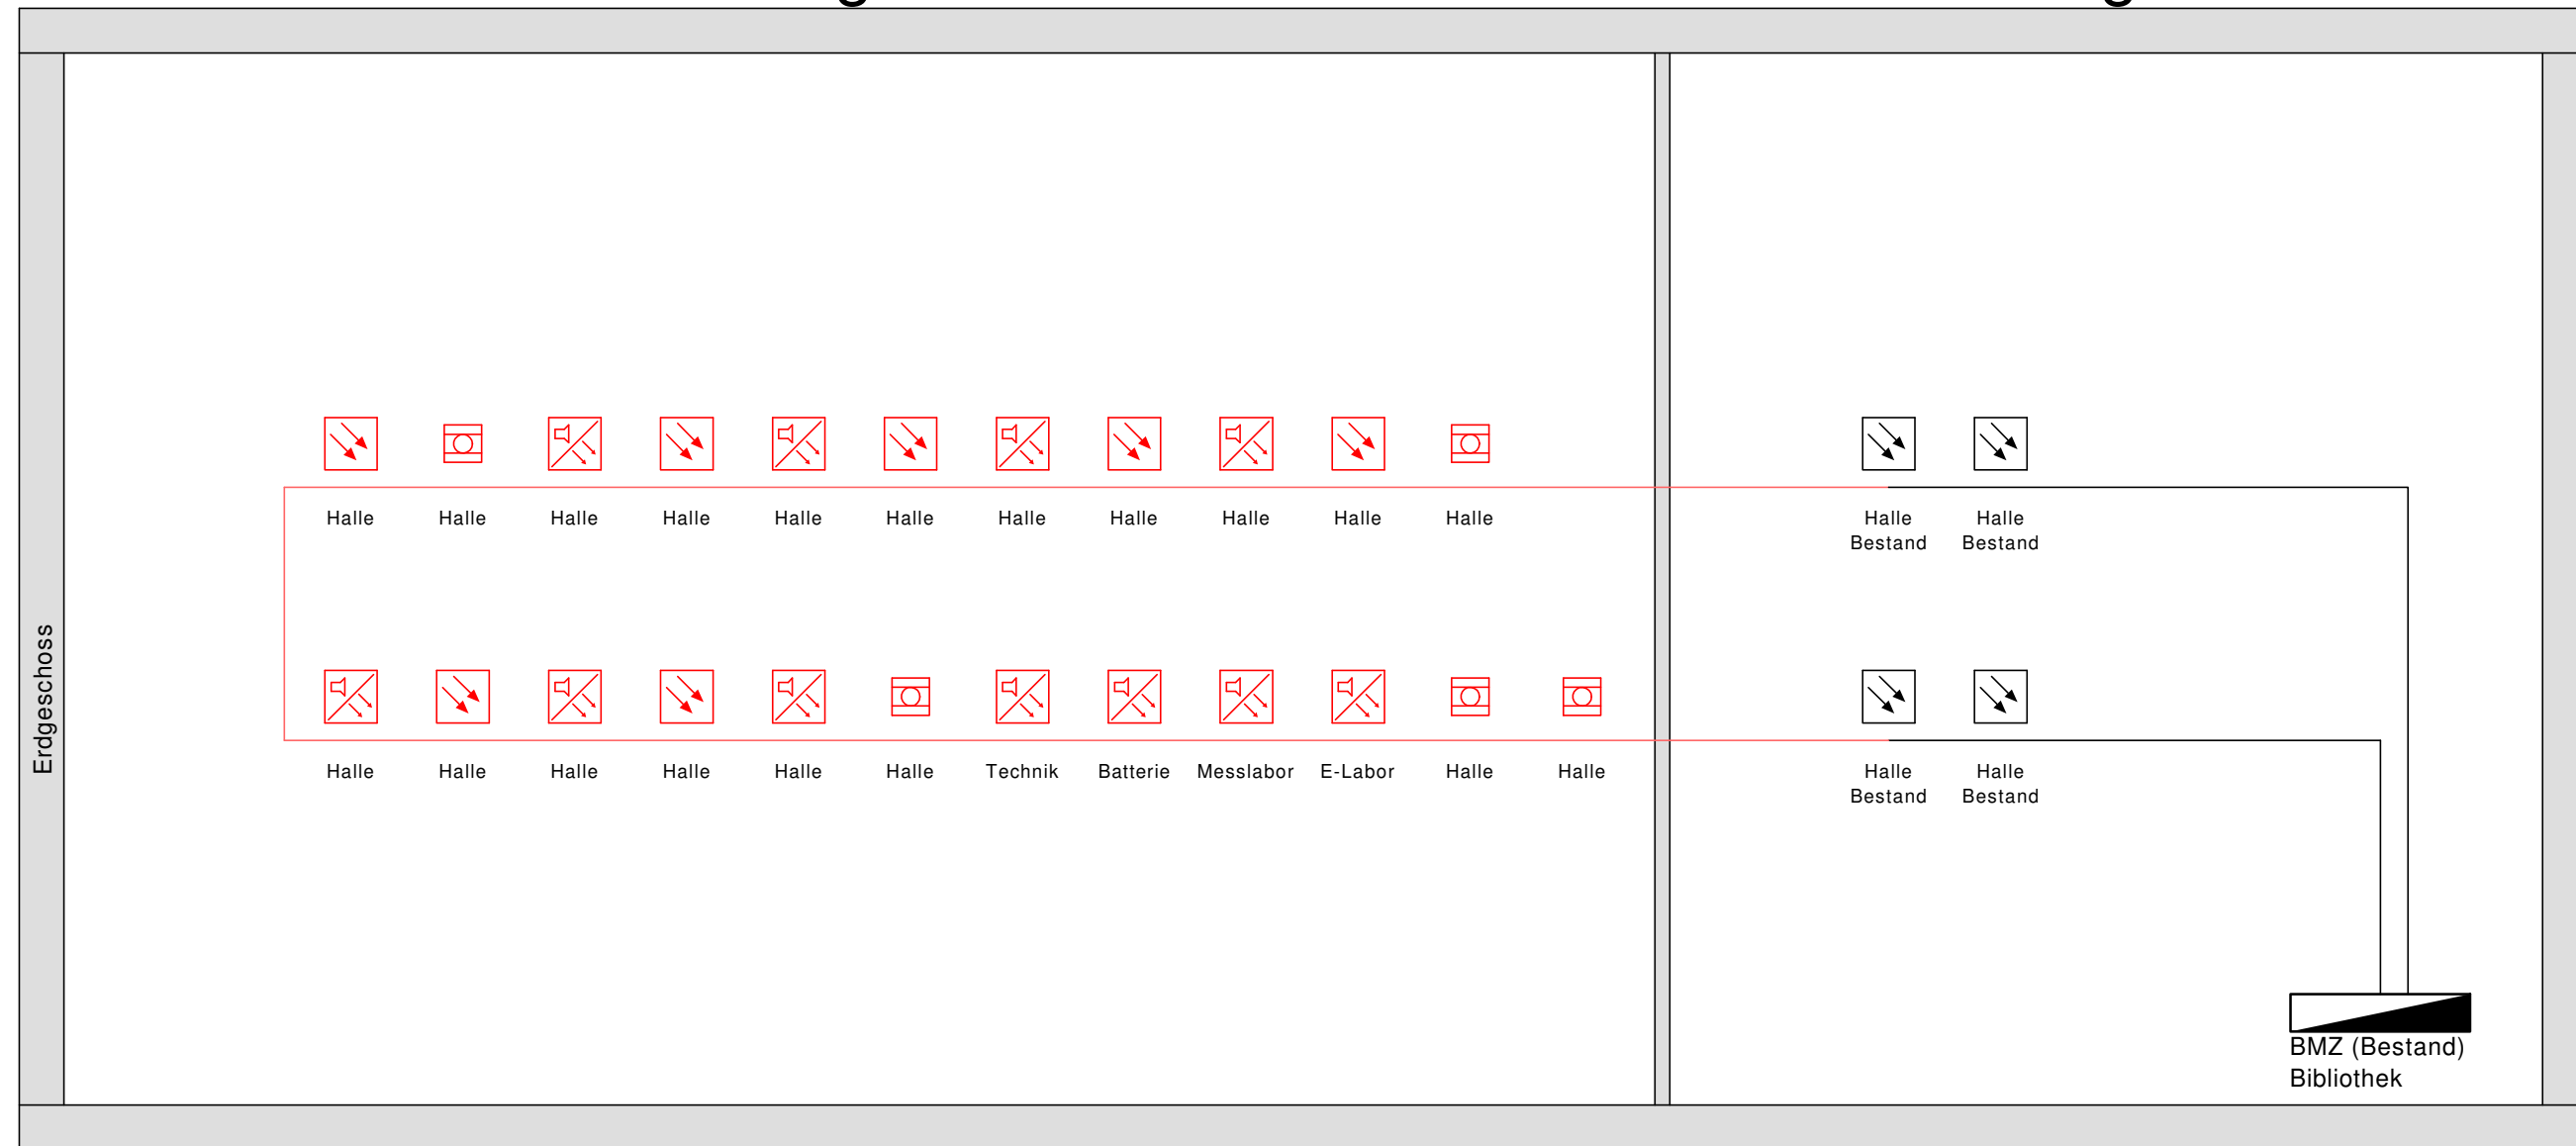 Halle Halle Halle Halle Halle Halle Halle Halle Halle Halle Halle Halle Halle
Bestand Bestand
Erdgeschoss
Halle Halle Halle Halle Halle Halle Technik Batterie Messlabor E-Labor Halle Halle Halle Halle
Bestand Bestand
BMZ (Bestand)
Bibliothek